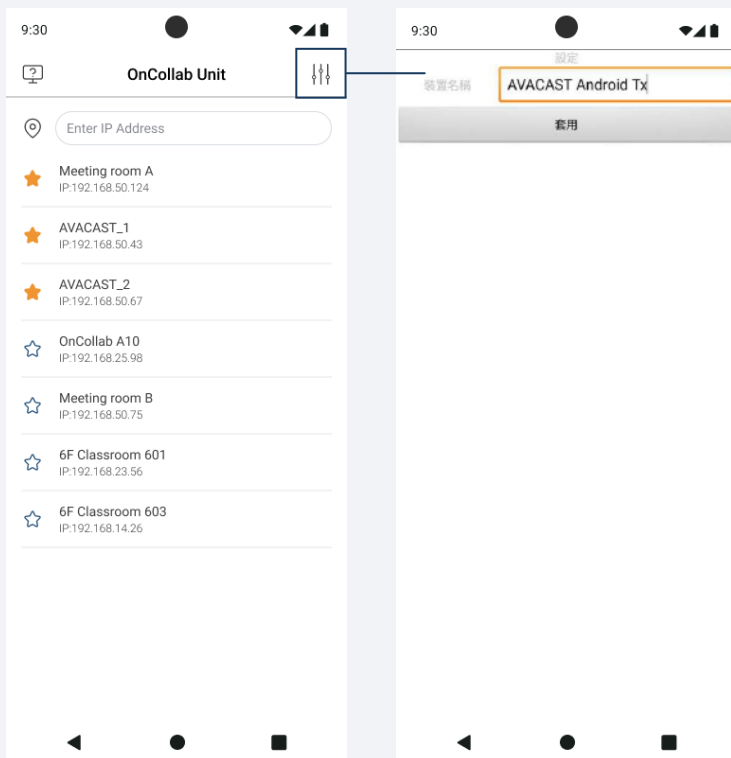 9:30
OnCollab Unit
Enter IP Address
Meeting room A
IP:192.168.50.124
AVACAST_1
IP:192.168.50.43
AVACAST_2
IP:192.168.50.67
OnCollab A10
IP:192.168.25.98
Meeting room B
IP:192.168.50.75
6F Classroom 601
IP:192.168.23.56
6F Classroom 603
IP:192.168.14.26
9:30
設定
裝置名稱 AVACAST Android Tx
套用